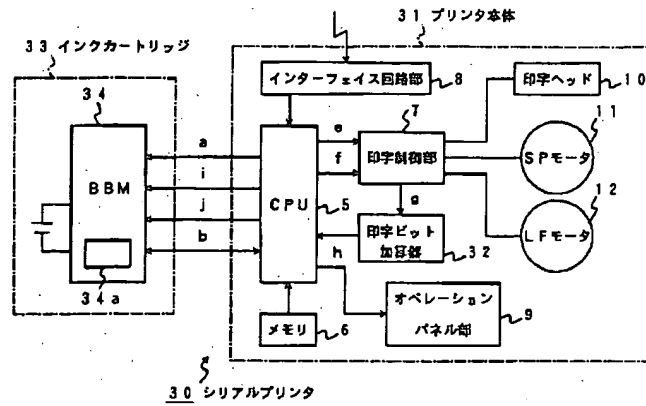 31 プリンタ本体
33 インクカートリッジ
34
BBM
34a
a
i
j
b
インターフェイス回路部
8
CPU
5
e
f
g
h
7
印字制御部
印字ビット
加算器
32
メモリ
6
オペレーション
パネル部
9
印字ヘッド
10
11
SPモータ
12
LFモータ
30 シリアルプリンタ